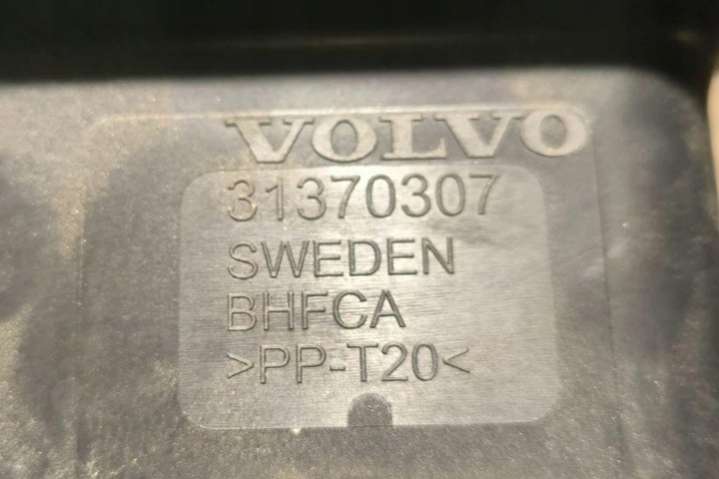 VOLVO
31370307
SWEDEN
BHFCA
>PP-T20<